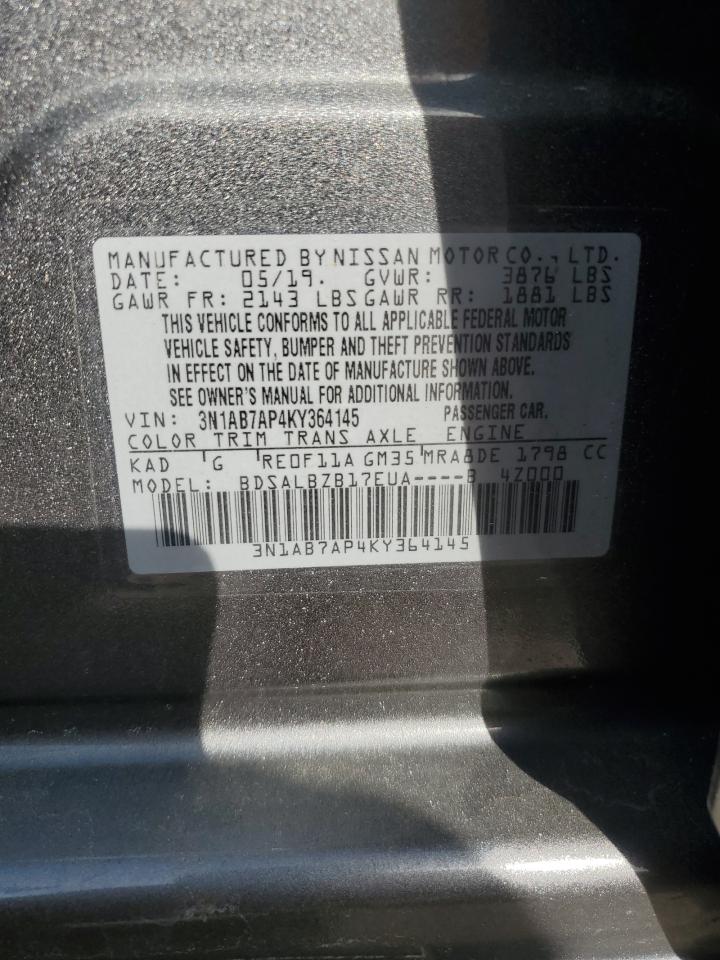 MANUFACTURED BY NISSAN MOTOR CO., LTD.
DATE: 05/19. GVWR: 3876 LBS
GAWR FR: 2143 LBS GAWR RR: 1881 LBS
THIS VEHICLE CONFORMS TO ALL APPLICABLE FEDERAL MOTOR
VEHICLE SAFETY, BUMPER AND THEFT PREVENTION STANDARDS
IN EFFECT ON THE DATE OF MANUFACTURE SHOWN ABOVE.
SEE OWNER'S MANUAL FOR ADDITIONAL INFORMATION.
VIN: 3N1AB7AP4KY364145 PASSENGER CAR.
COLOR TRIM TRANS AXLE ENGINE
KAD G RE0F11A GM35 MRA8DE 1798 CC
MODEL: BDSALBZB17EUA----B 4Z000
3N1AB7AP4KY364145